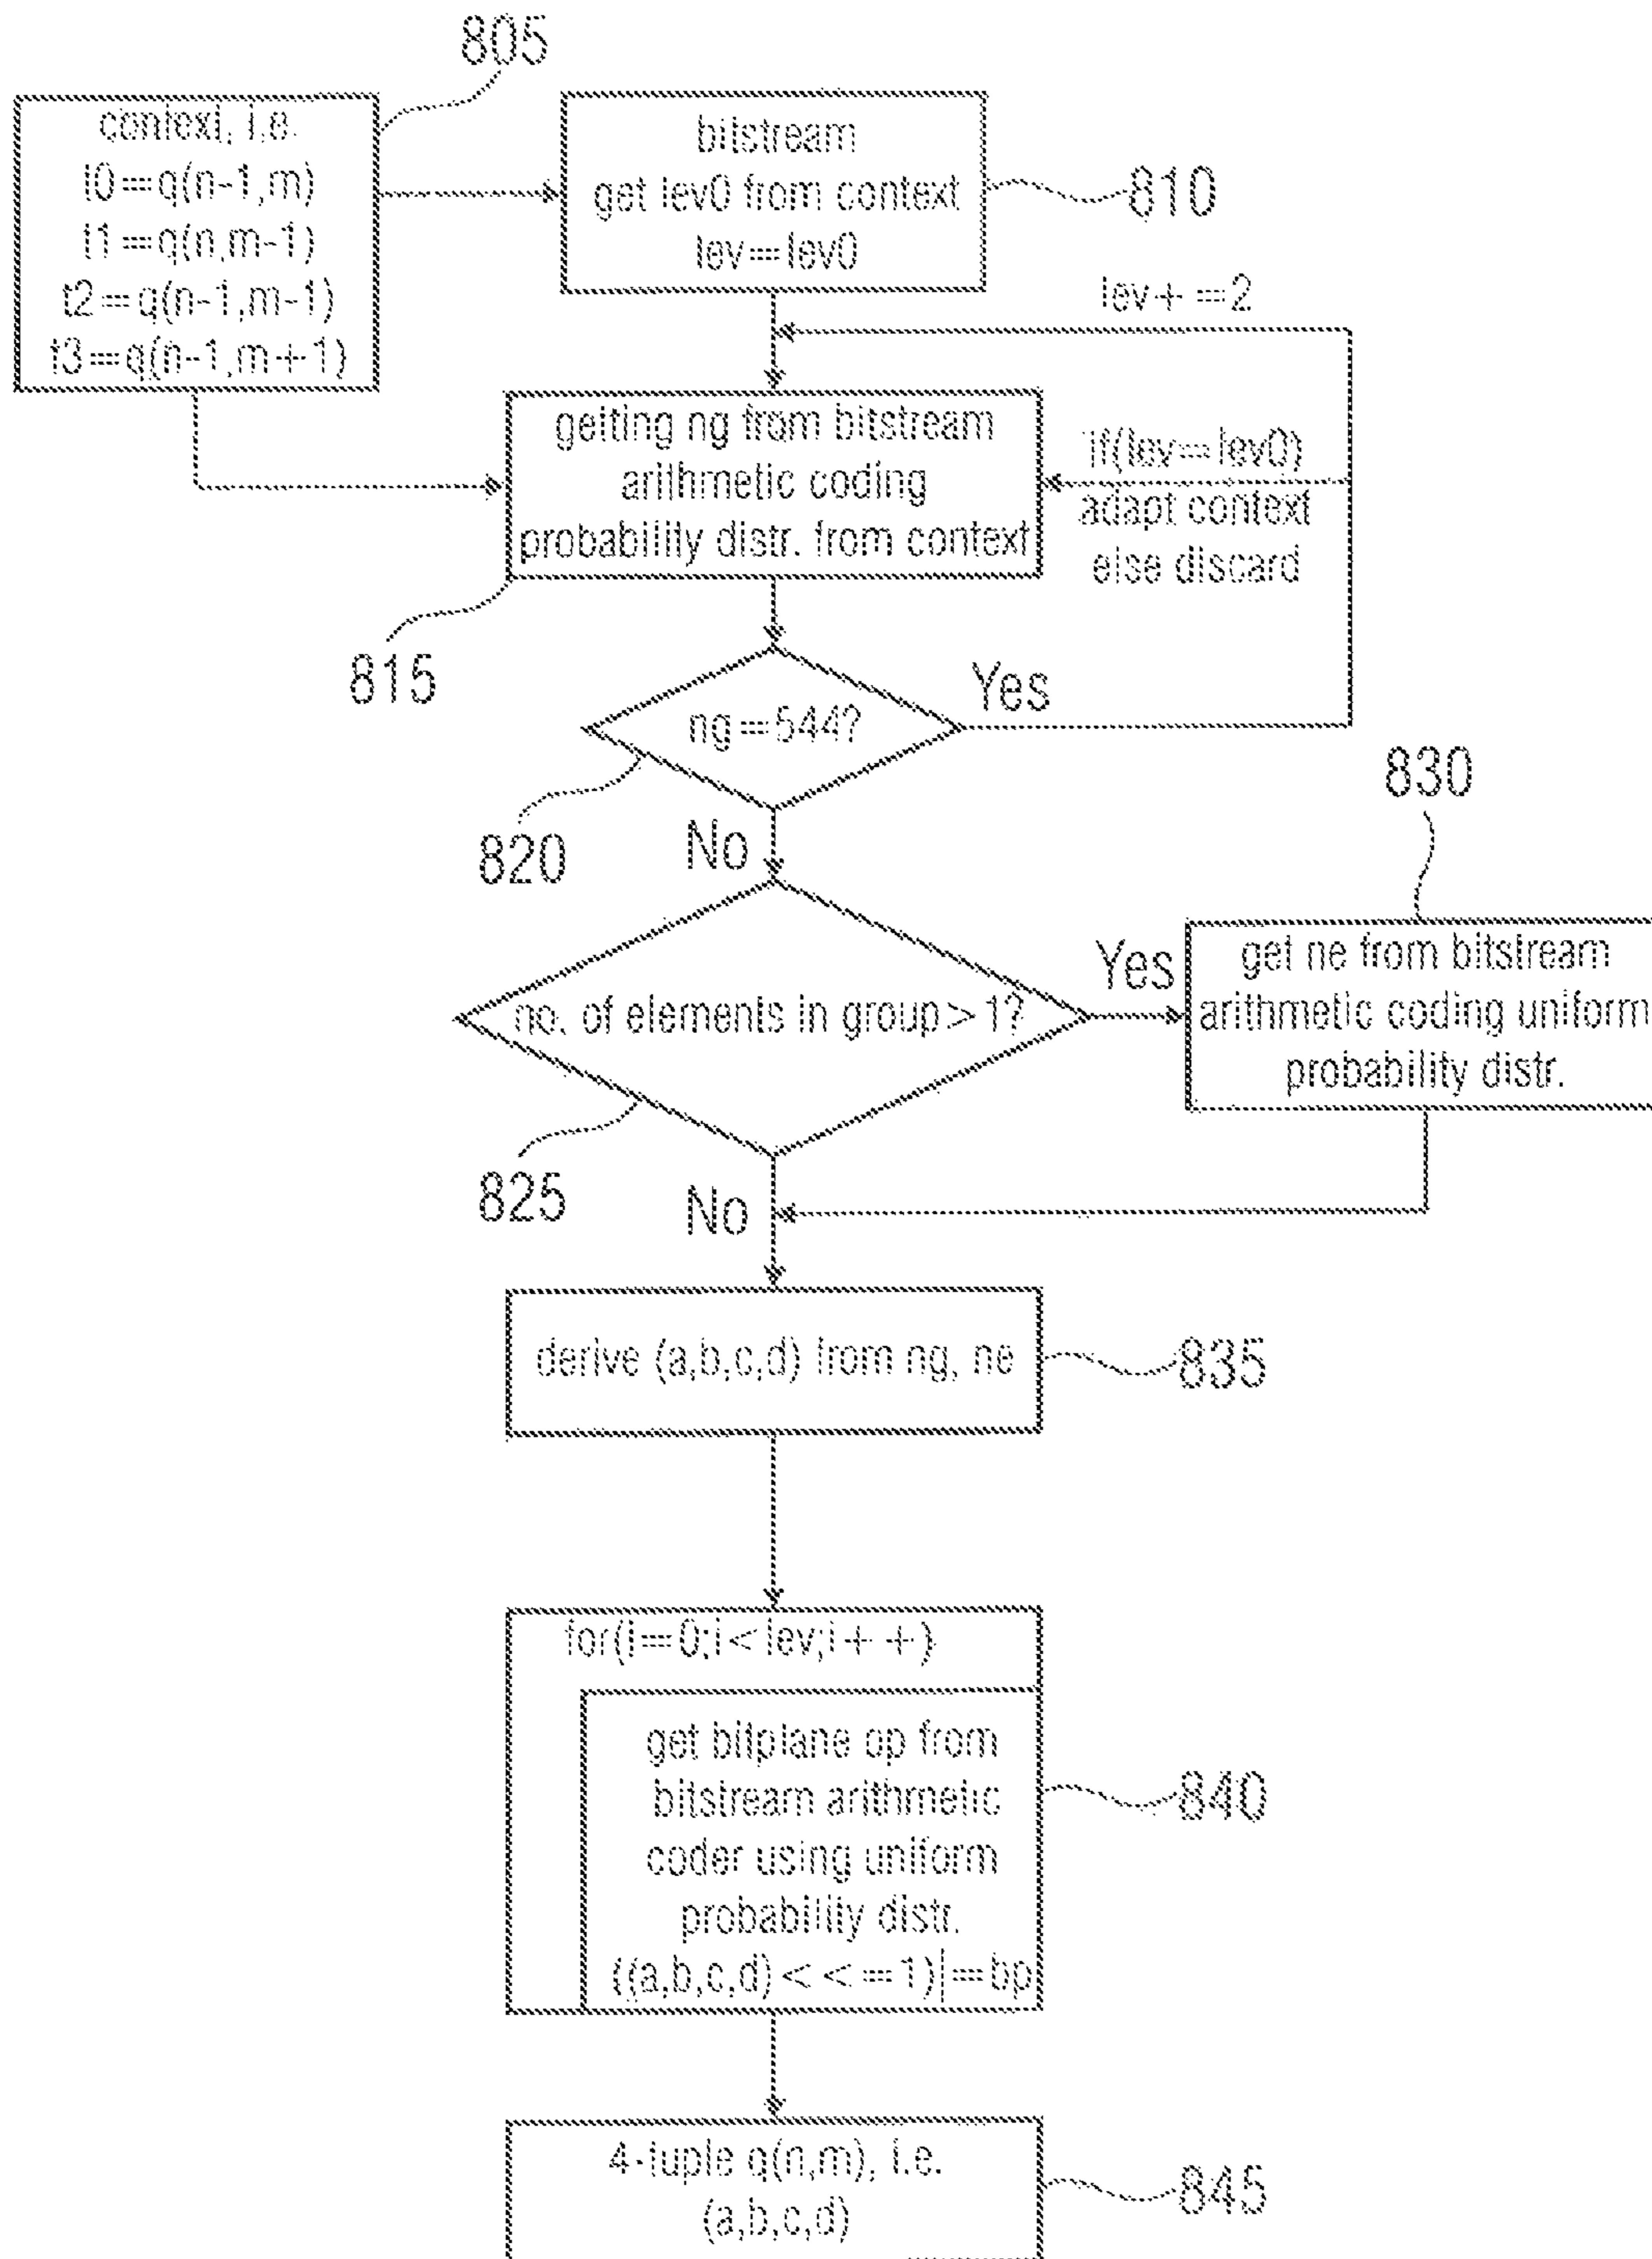 805
context, i.e.
t0=q(n-1,m)
t1=q(n,m-1)
t2=q(n-1,m-1)
t3=q(n-1,m+1)
bitstream
get lev0 from context
lev=lev0
810
lev+=2
getting ng from bitstream
arithmetic coding
probability distr. from context
815
if(lev=lev0)
adapt context
else discard
ng=544?
Yes
820
No
830
no. of elements in group>1?
Yes
get ne from bitstream
arithmetic coding uniform
probability distr.
825
No
derive (a,b,c,d) from ng, ne
835
for(i=0;i<lev;i++)
get bitplane op from
bitstream arithmetic
coder using uniform
probability distr.
((a,b,c,d)<<=1)|=bp
840
4-tuple q(n,m), i.e.
(a,b,c,d)
845